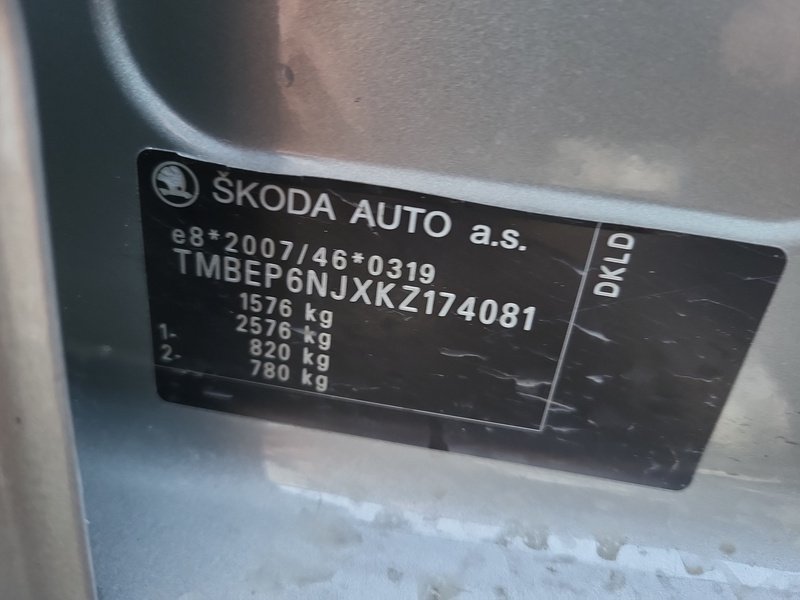 ŠKODA AUTO a.s.
e8*2007/46*0319
TMBEP6NJXKZ174081
1576 kg
2576 kg
1- 820 kg
2- 780 kg
DKLD